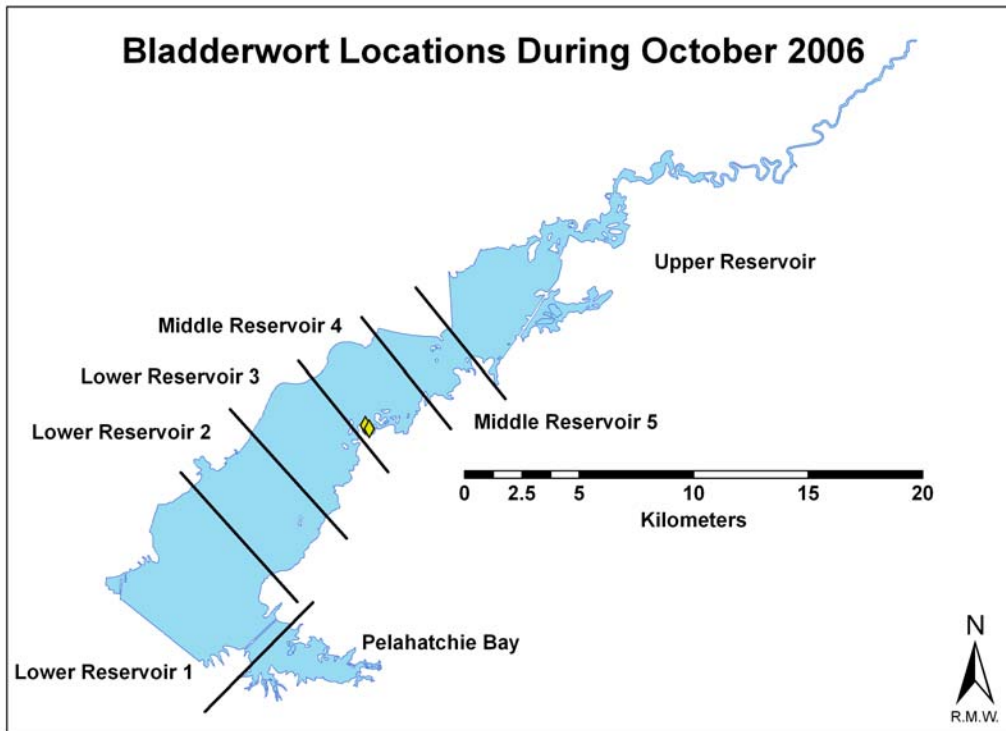 Bladderwort Locations During October 2006
Upper Reservoir
Middle Reservoir 4
Lower Reservoir 3
Lower Reservoir 2
Middle Reservoir 5
0 2.5 5 10 15 20
Kilometers
Pelahatchie Bay
Lower Reservoir 1
N
R.M.W.